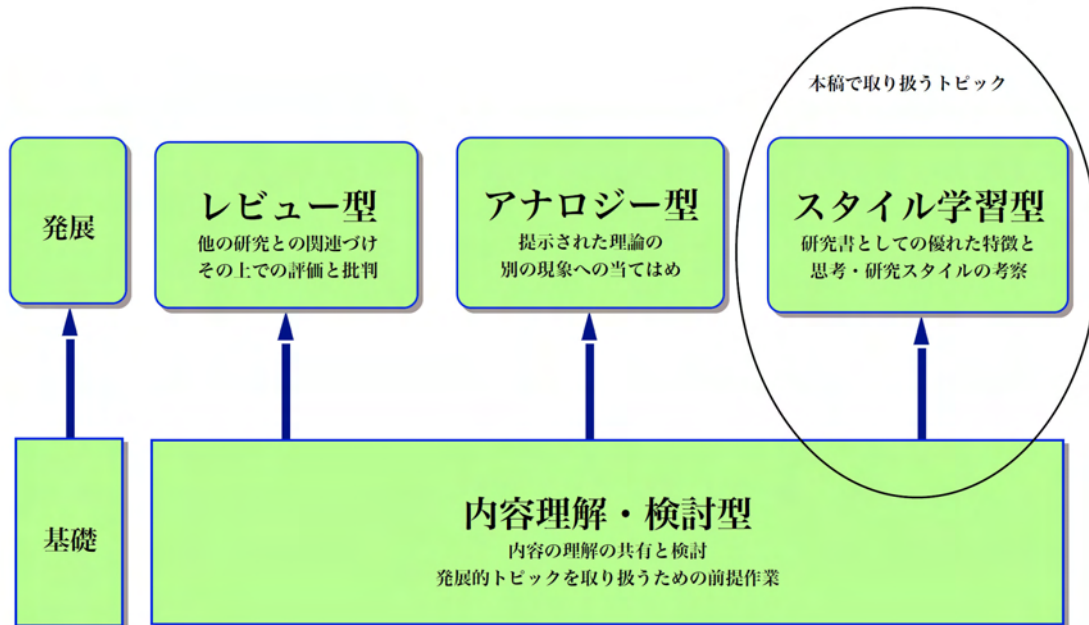 本稿で取り扱うトピック
発展
レビュー型
他の研究との関連づけ
その上での評価と批判
アナロジー型
提示された理論の
別の現象への当てはめ
スタイル学習型
研究書としての優れた特徴と
思考・研究スタイルの考察
基礎
内容理解・検討型
内容の理解の共有と検討
発展的トピックを取り扱うための前提作業